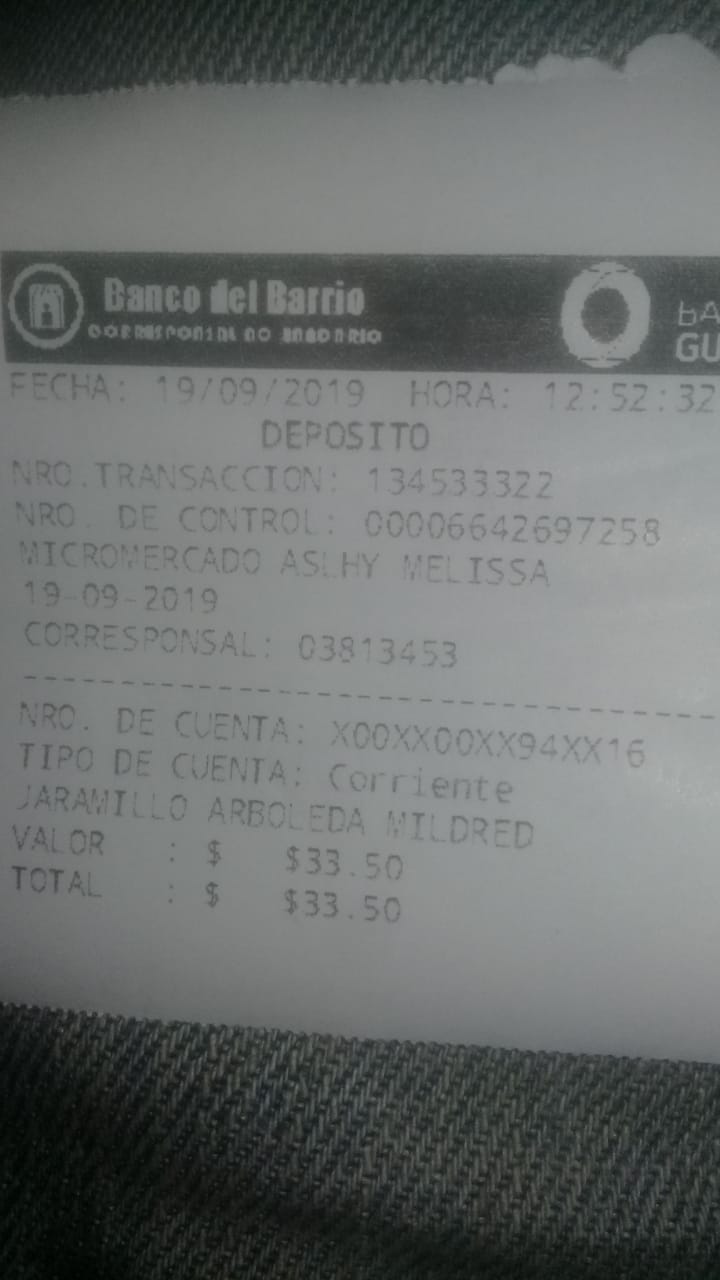 Banco del Barrio
CORRESPONSAL NO BANCARIO
BA
GU
FECHA: 19/09/2019 HORA: 12:52:32
DEPOSITO
NRO.TRANSACCION: 134533322
NRO. DE CONTROL: 00006642697258
MICROMERCADO ASLHY MELISSA
19-09-2019
CORRESPONSAL: 03813453
NRO. DE CUENTA: X00XX00XX94XX16
TIPO DE CUENTA: Corriente
JARAMILLO ARBOLEDA MILDRED
VALOR : $ $33.50
TOTAL : $ $33.50